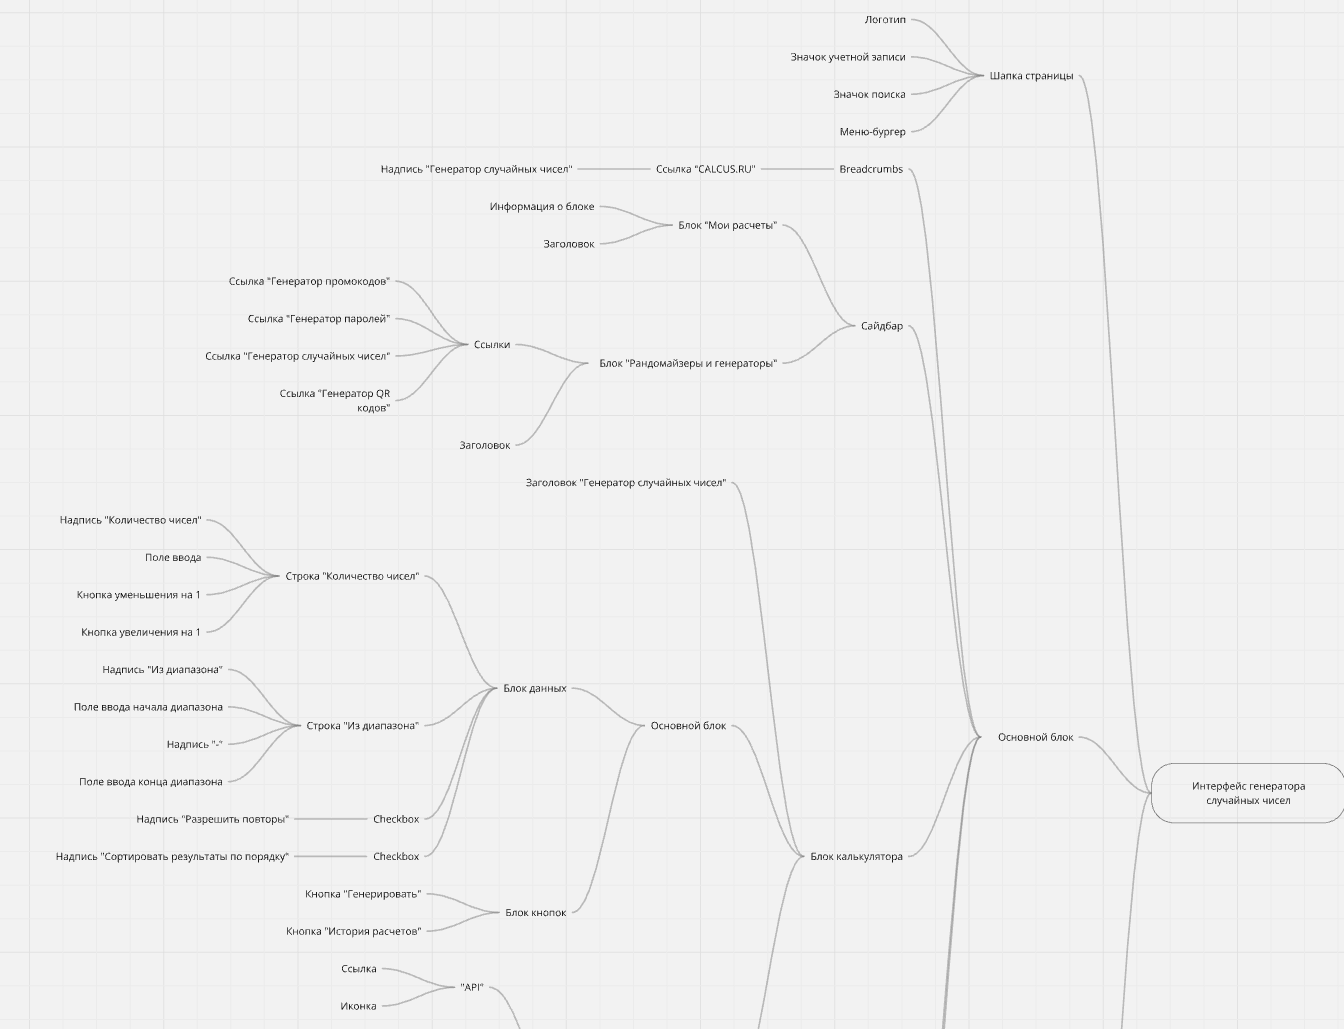 Логотип
Значок учетной записи
Шапка страницы
Значок поиска
Меню-бургер
Надпись "Генератор случайных чисел"
Ссылка "CALCUS.RU"
Breadcrumbs
Информация о блоке
Блок "Мои расчеты"
Заголовок
Ссылка "Генератор промокодов"
Ссылка "Генератор паролей"
Сайдбар
Ссылки
Ссылка "Генератор случайных чисел"
Блок "Рандомайзеры и генераторы"
Ссылка "Генератор QR
кодов"
Заголовок
Заголовок "Генератор случайных чисел"
Надпись "Количество чисел"
Поле ввода
Строка "Количество чисел"
Кнопка уменьшения на 1
Кнопка увеличения на 1
Надпись "Из диапазона"
Блок данных
Поле ввода начала диапазона
Строка "Из диапазона"
Основной блок
Основной блок
Надпись "-"
Поле ввода конца диапазона
Интерфейс генератора
случайных чисел
Надпись "Разрешить повторы"
Checkbox
Надпись "Сортировать результаты по порядку"
Checkbox
Блок калькулятора
Кнопка "Генерировать"
Блок кнопок
Кнопка "История расчетов"
Ссылка
"API"
Иконка